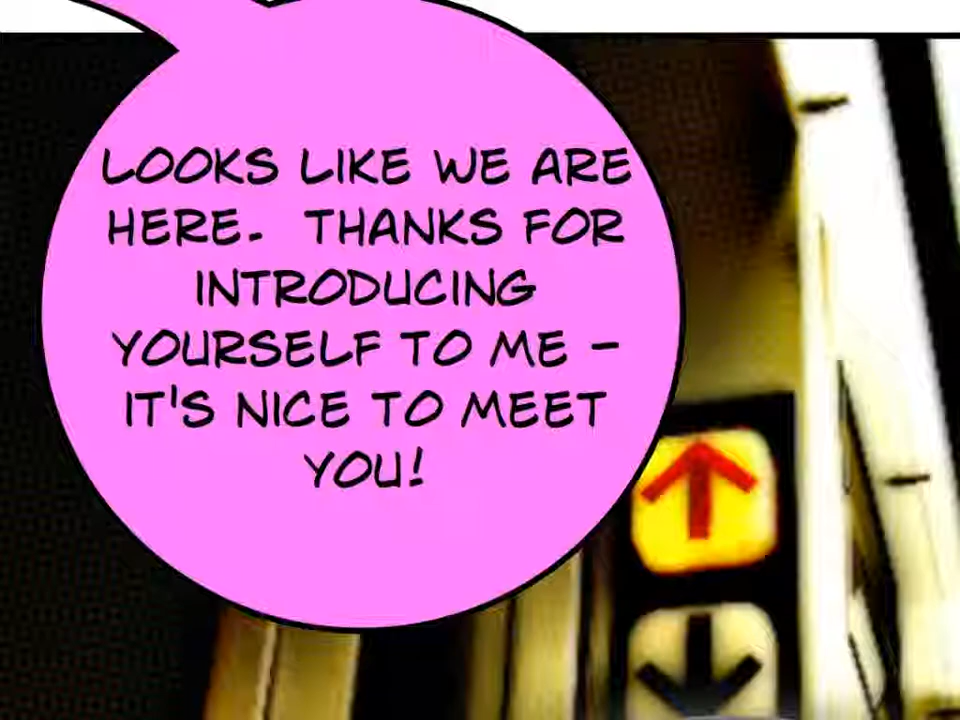 LOOKS LIKE WE ARE
HERE. THANKS FOR
INTRODUCING
YOURSELF TO ME -
IT'S NICE TO MEET
YOU!